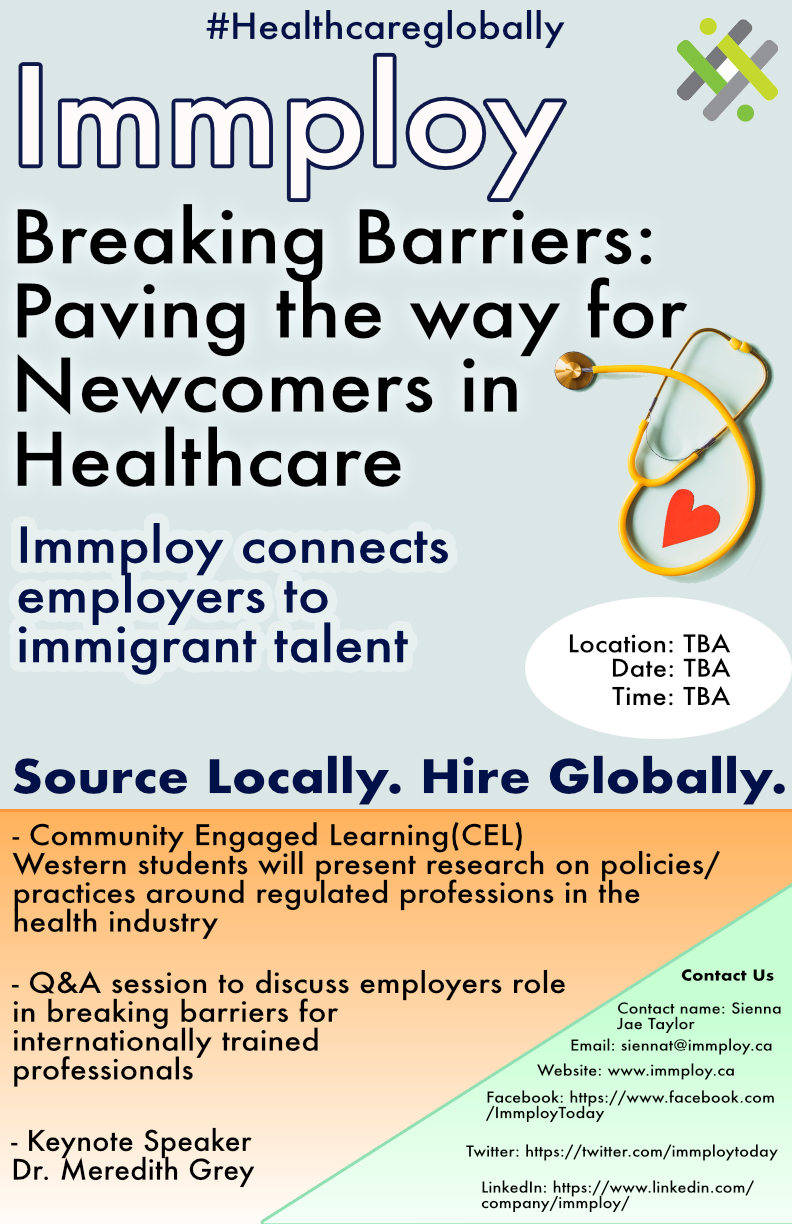 #Healthcareglobally
Immploy
Breaking Barriers:
Paving the way for
Newcomers in
Healthcare
Immploy connects
employers to
immigrant talent
Location: TBA
Date: TBA
Time: TBA
Source Locally. Hire Globally.
- Community Engaged Learning(CEL)
Western students will present research on policies/
practices around regulated professions in the
health industry
- Q&A session to discuss employers role
in breaking barriers for
internationally trained
professionals
- Keynote Speaker
Dr. Meredith Grey
Contact Us
Contact name: Sienna
Jae Taylor
Email: siennat@immploy.ca
Website: www.immploy.ca
Facebook: https://www.facebook.com
/ImmployToday
Twitter: https://twitter.com/immploytoday
LinkedIn: https://www.linkedin.com/
company/immploy/